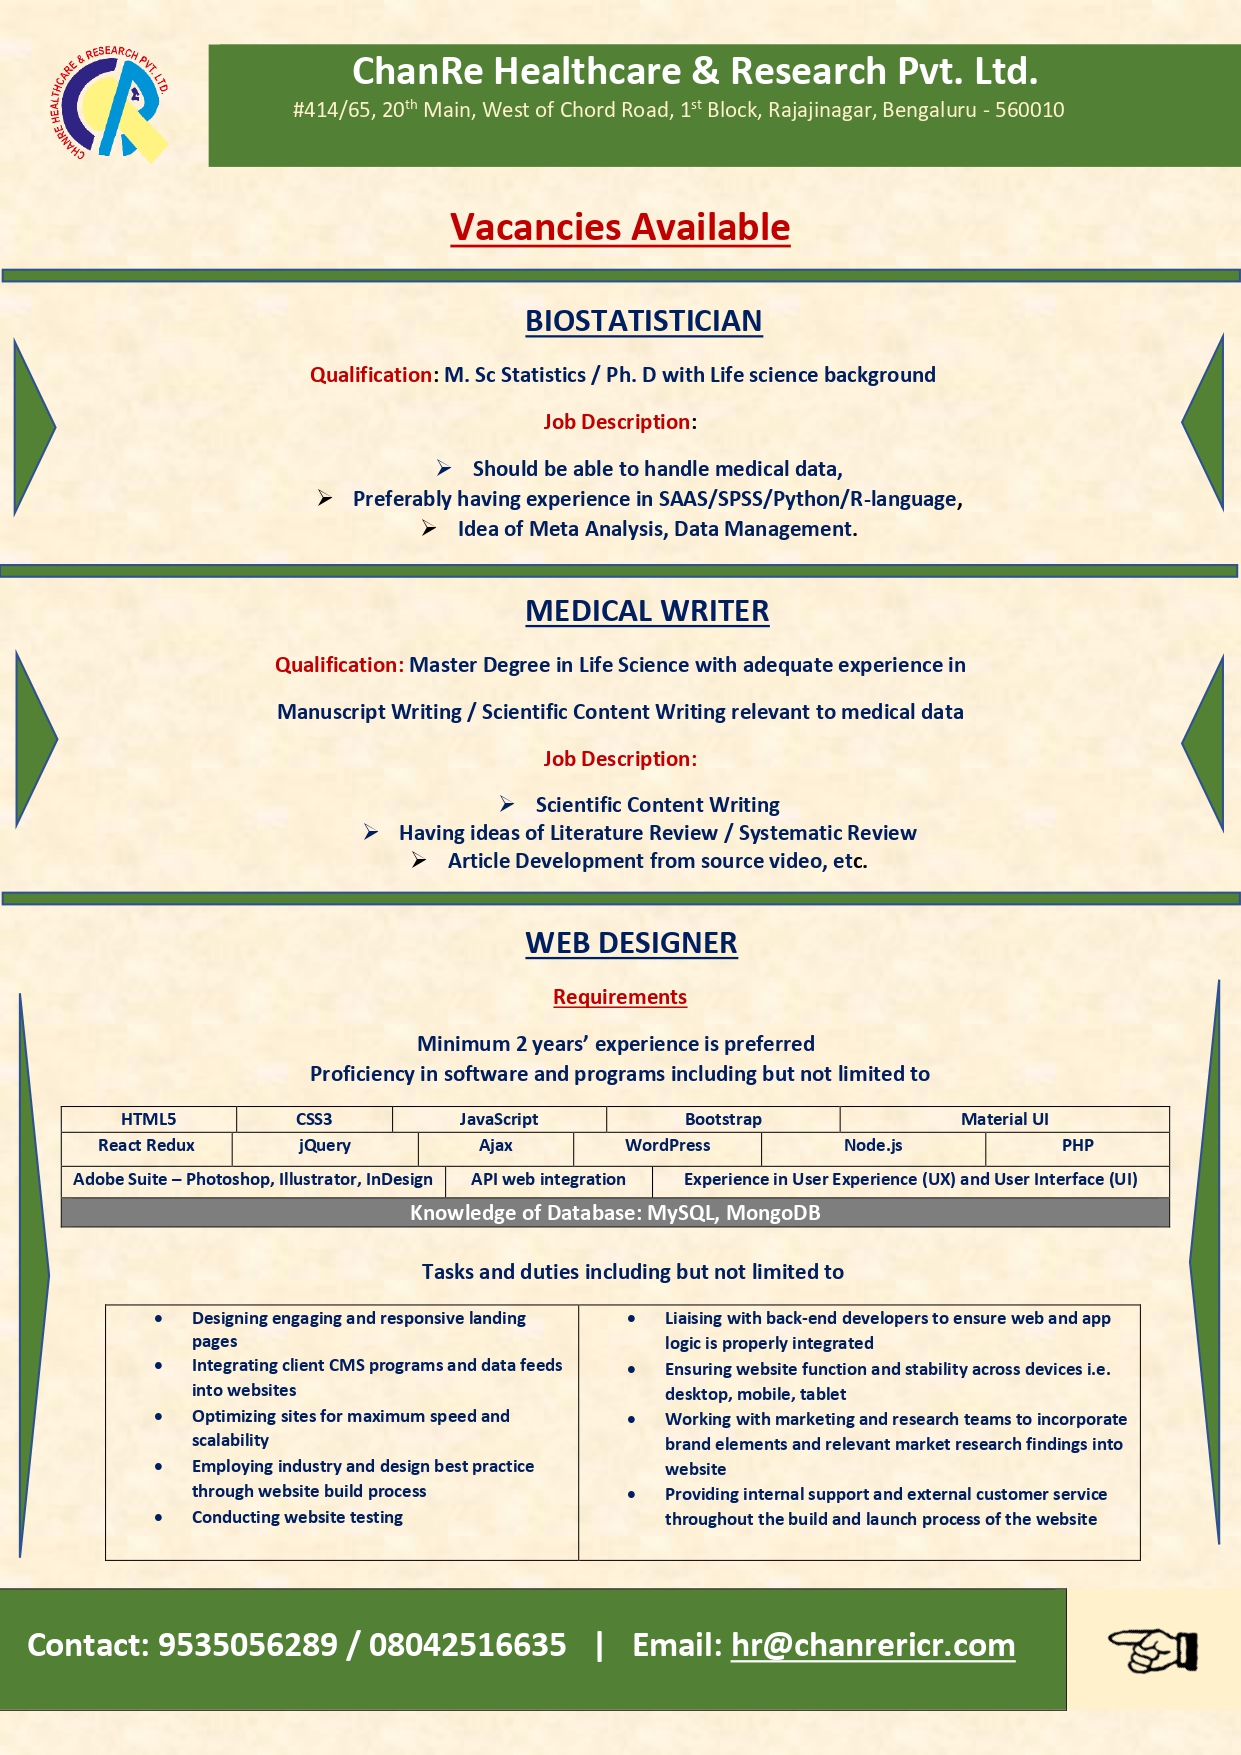 CHANRE HEALTHCARE & RESEARCH PVT. LTD.
ChanRe Healthcare & Research Pvt. Ltd.
#414/65, 20th Main, West of Chord Road, 1st Block, Rajajinagar, Bengaluru - 560010
Vacancies Available
BIOSTATISTICIAN
Qualification: M. Sc Statistics / Ph. D with Life science background
Job Description:
➢ Should be able to handle medical data,
➢ Preferably having experience in SAAS/SPSS/Python/R-language,
➢ Idea of Meta Analysis, Data Management.
MEDICAL WRITER
Qualification: Master Degree in Life Science with adequate experience in
Manuscript Writing / Scientific Content Writing relevant to medical data
Job Description:
➢ Scientific Content Writing
➢ Having ideas of Literature Review / Systematic Review
➢ Article Development from source video, etc.
WEB DESIGNER
Requirements
Minimum 2 years’ experience is preferred
Proficiency in software and programs including but not limited to
HTML5 CSS3 JavaScript Bootstrap Material UI
React Redux jQuery Ajax WordPress Node.js PHP
Adobe Suite – Photoshop, Illustrator, InDesign API web integration Experience in User Experience (UX) and User Interface (UI)
Knowledge of Database: MySQL, MongoDB
Tasks and duties including but not limited to
• Designing engaging and responsive landing
pages
• Integrating client CMS programs and data feeds
into websites
• Optimizing sites for maximum speed and
scalability
• Employing industry and design best practice
through website build process
• Conducting website testing
• Liaising with back-end developers to ensure web and app
logic is properly integrated
• Ensuring website function and stability across devices i.e.
desktop, mobile, tablet
• Working with marketing and research teams to incorporate
brand elements and relevant market research findings into
website
• Providing internal support and external customer service
throughout the build and launch process of the website
Contact: 9535056289 / 08042516635 | Email: hr@chanrericr.com